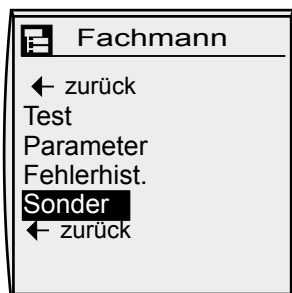 Fachmann
← zurück
Test
Parameter
Fehlerhist.
Sonder
← zurück